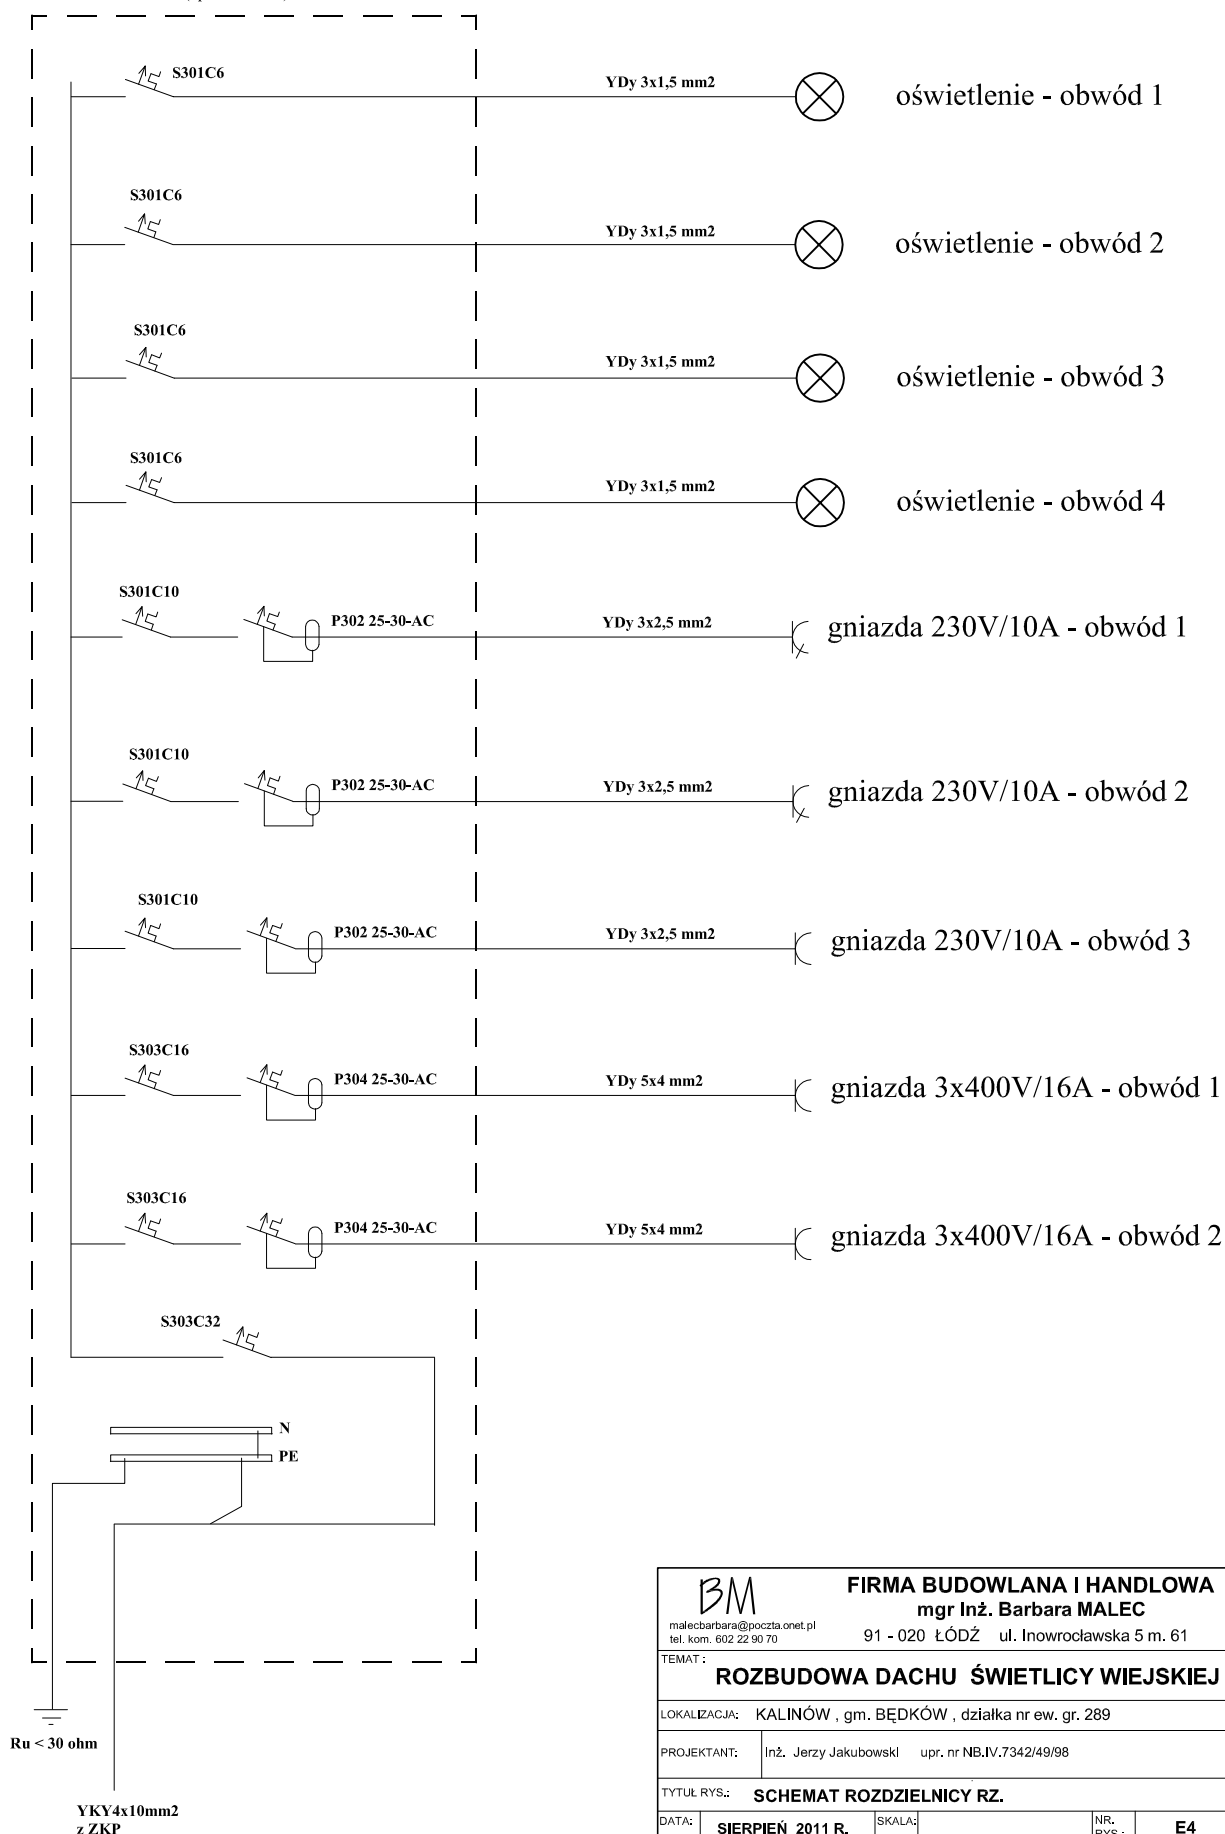 S301C6
YDy 3x1,5 mm2
oświetlenie - obwód 1
S301C6
YDy 3x1,5 mm2
oświetlenie - obwód 2
S301C6
YDy 3x1,5 mm2
oświetlenie - obwód 3
S301C6
YDy 3x1,5 mm2
oświetlenie - obwód 4
S301C10
P302 25-30-AC
YDy 3x2,5 mm2
gniazda 230V/10A - obwód 1
S301C10
P302 25-30-AC
YDy 3x2,5 mm2
gniazda 230V/10A - obwód 2
S301C10
P302 25-30-AC
YDy 3x2,5 mm2
gniazda 230V/10A - obwód 3
S303C16
P304 25-30-AC
YDy 5x4 mm2
gniazda 3x400V/16A - obwód 1
S303C16
P304 25-30-AC
YDy 5x4 mm2
gniazda 3x400V/16A - obwód 2
S303C32
N
PE
Ru < 30 ohm
YKY4x10mm2
z ZKP
BM
malecbarbara@poczta.onet.pl
tel. kom. 602 22 90 70
FIRMA BUDOWLANA I HANDLOWA
mgr Inż. Barbara MALEC
91 - 020 ŁÓDŹ ul. Inowrocławska 5 m. 61
TEMAT :
ROZBUDOWA DACHU ŚWIETLICY WIEJSKIEJ
LOKALIZACJA: KALINÓW , gm. BĘDKÓW , działka nr ew. gr. 289
PROJEKTANT: Inż. Jerzy Jakubowski upr. nr NB.IV.7342/49/98
TYTUŁ RYS.: SCHEMAT ROZDZIELNICY RZ.
DATA: SIERPIEŃ 2011 R. SKALA: NR. RYS.: E4